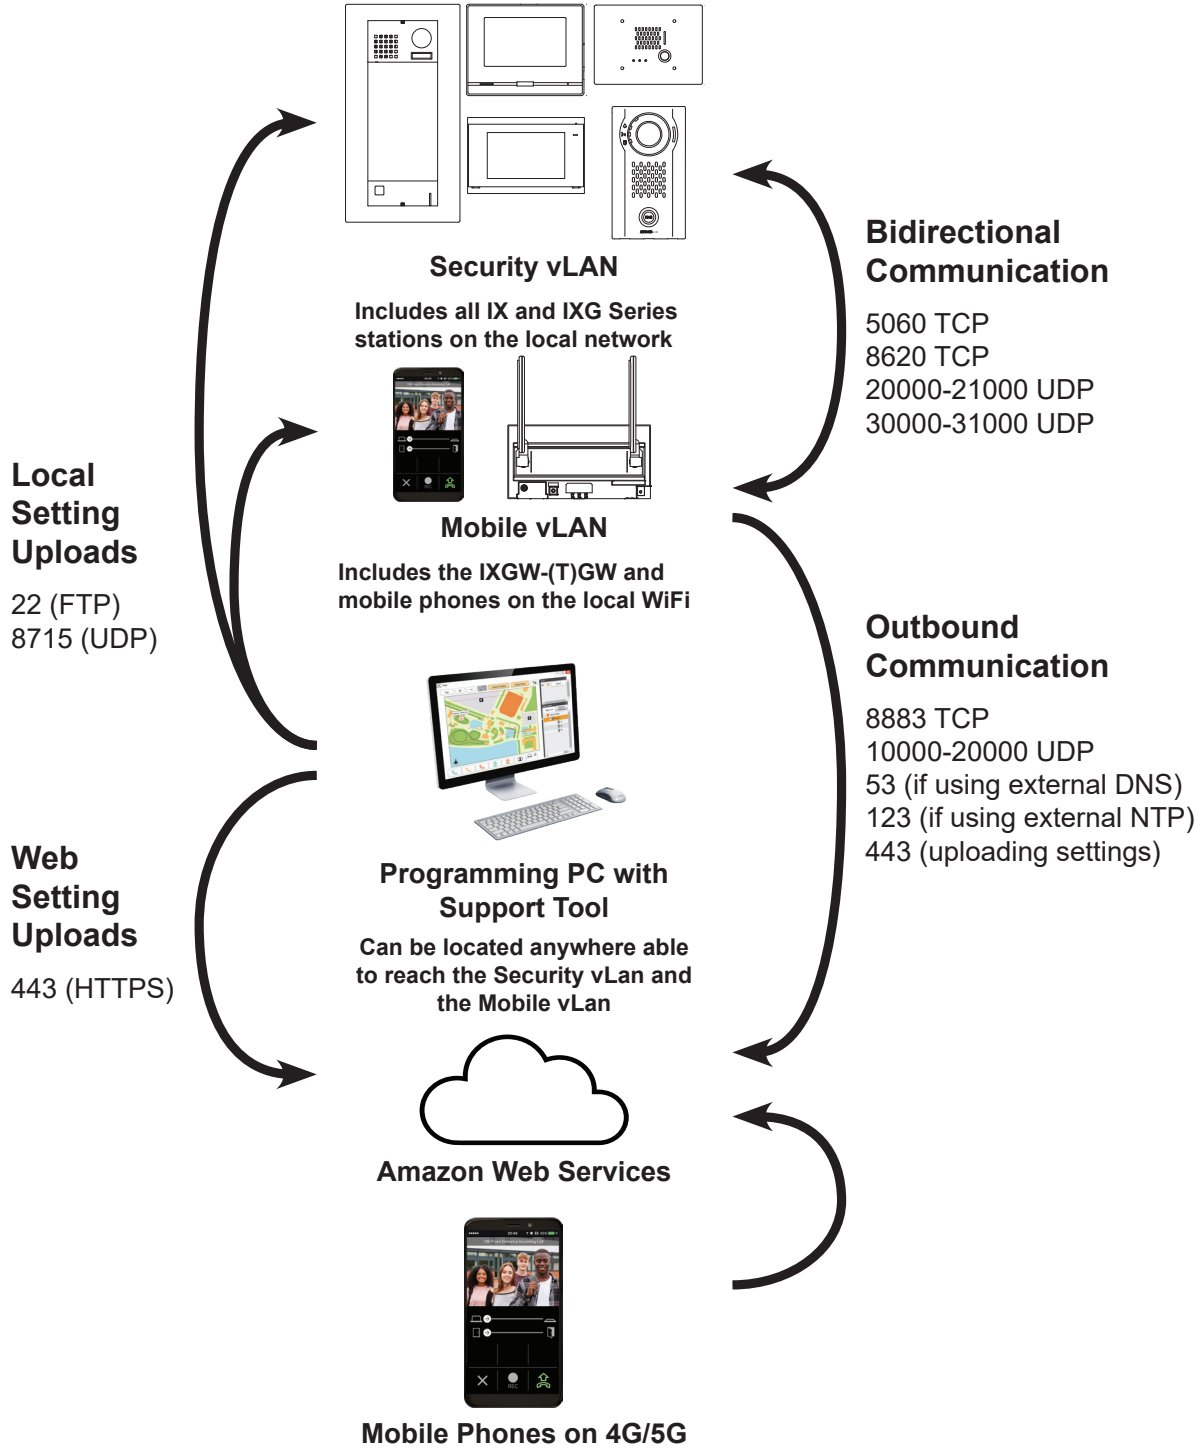 Security vLAN
Includes all IX and IXG Series
stations on the local network
Bidirectional
Communication
5060 TCP
8620 TCP
20000-21000 UDP
30000-31000 UDP
Mobile vLAN
Includes the IXGW-(T)GW and
mobile phones on the local WiFi
Local
Setting
Uploads
22 (FTP)
8715 (UDP)
Outbound
Communication
8883 TCP
10000-20000 UDP
53 (if using external DNS)
123 (if using external NTP)
443 (uploading settings)
Programming PC with
Support Tool
Can be located anywhere able
to reach the Security vLan and
the Mobile vLan
Web
Setting
Uploads
443 (HTTPS)
Amazon Web Services
REC
Mobile Phones on 4G/5G